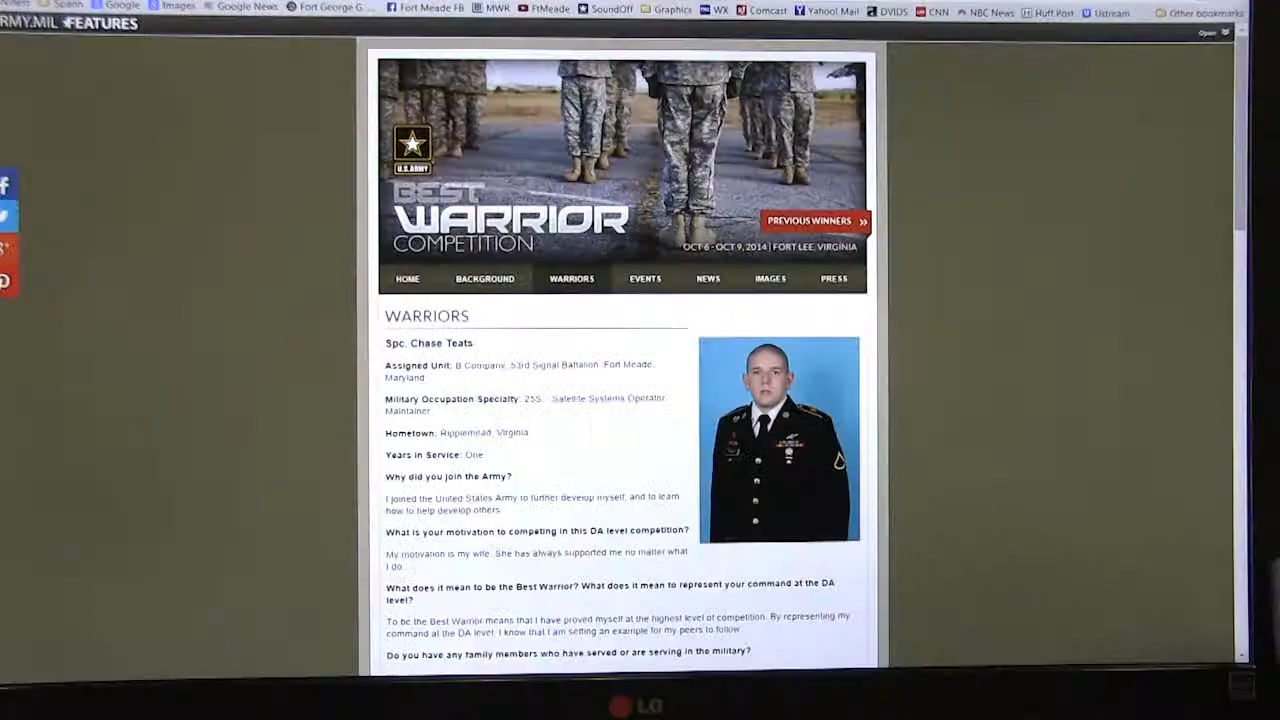 Google
Images
Google News
Fort George G ...
Fort Meade FB
MWR
FtMeade
SoundOff
Graphics
WX
Comcast
Yahoo! Mail
DVIDS
CNN
NBC News
Huff Post
Ustream
Other bookmarks
RMY.MIL FEATURES
Open
U.S.ARMY
BEST
WARRIOR
COMPETITION
PREVIOUS WINNERS »
OCT 6 - OCT 9, 2014 | FORT LEE, VIRGINIA
HOME BACKGROUND WARRIORS EVENTS NEWS IMAGES PRESS
WARRIORS
Spc. Chase Teats
Assigned Unit: B Company, 53rd Signal Battalion, Fort Meade,
Maryland
Military Occupation Specialty: 25S - Satellite Systems Operator
Maintainer
Hometown: Ripplemead, Virginia
Years in Service: One
Why did you join the Army?
I joined the United States Army to further develop myself, and to learn
how to help develop others.
What is your motivation to competing in this DA level competition?
My motivation is my wife. She has always supported me no matter what
I do.
What does it mean to be the Best Warrior? What does it mean to represent your command at the DA
level?
To be the Best Warrior means that I have proved myself at the highest level of competition. By representing my
command at the DA level, I know that I am setting an example for my peers to follow.
Do you have any family members who have served or are serving in the military?
LG